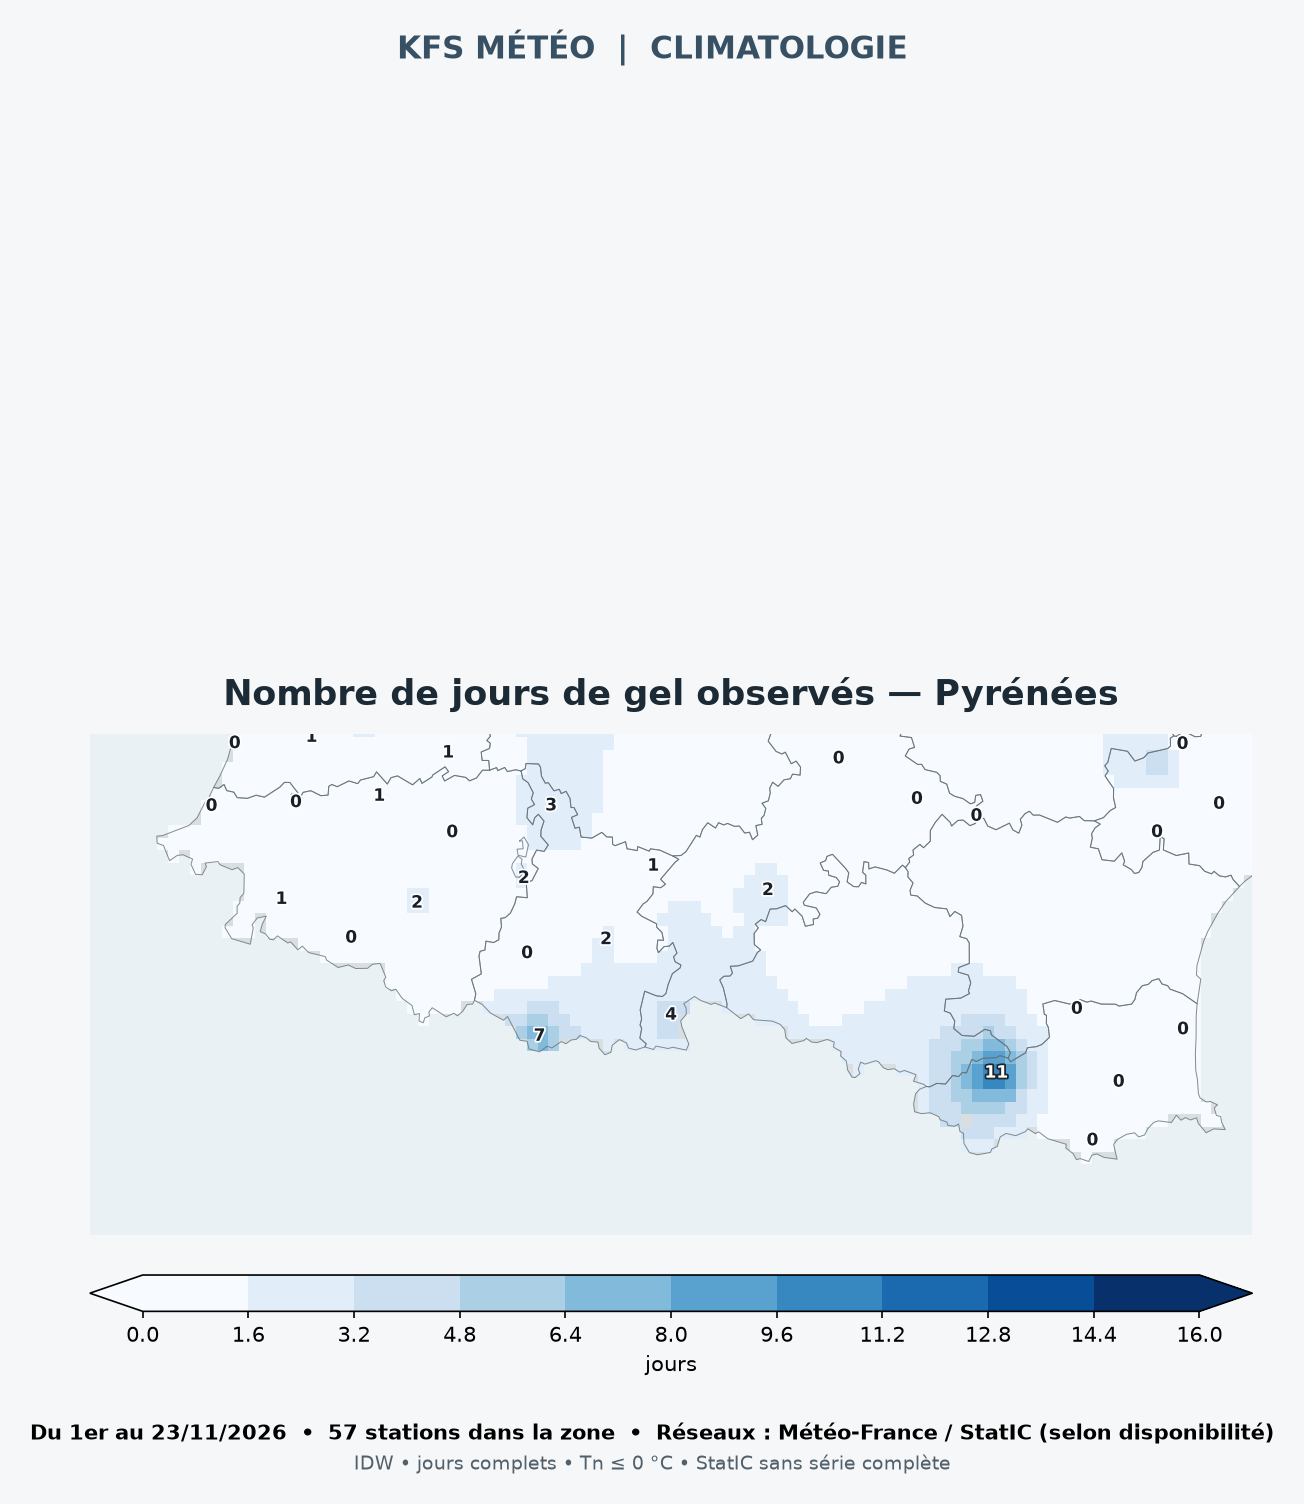 KFS MÉTÉO | CLIMATOLOGIE
Nombre de jours de gel observés — Pyrénées
0 1 1 0 0
0 0 1 3 0 0 0
0 0 0
1 2 2
1 2
0 0 2
4 0
7 0
11 0
0
0.0 1.6 3.2 4.8 6.4 8.0 9.6 11.2 12.8 14.4 16.0
jours
Du 1er au 23/11/2026 • 57 stations dans la zone • Réseaux : Météo-France / StatIC (selon disponibilité)
IDW • jours complets • Tn ≤ 0 °C • StatIC sans série complète